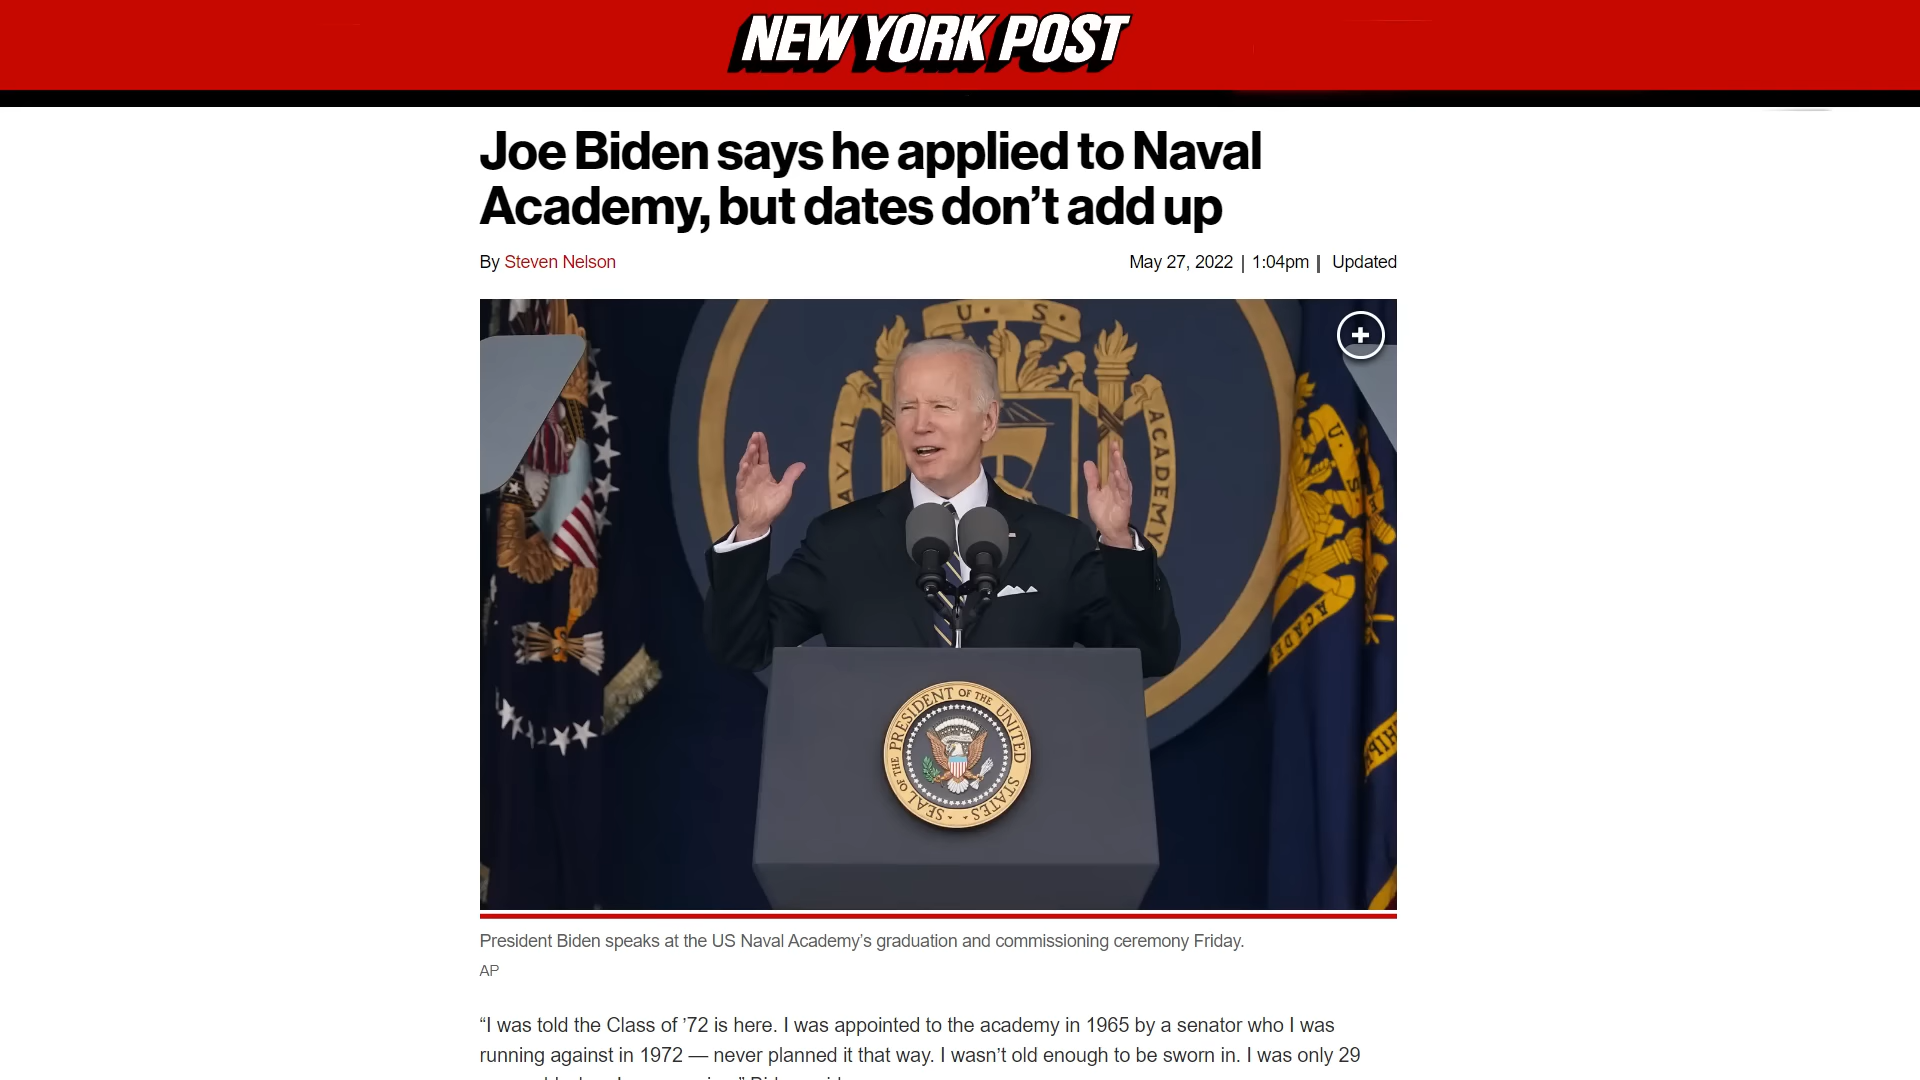 NEW YORK POST
Joe Biden says he applied to Naval
Academy, but dates don’t add up
By Steven Nelson
May 27, 2022 | 1:04pm | Updated
U. S.
NAVAL
ACADEMY
U. S.
ACADE
HIP
SEAL OF THE PRESIDENT OF THE UNITED STATES
President Biden speaks at the US Naval Academy’s graduation and commissioning ceremony Friday.
AP
“I was told the Class of ’72 is here. I was appointed to the academy in 1965 by a senator who I was
running against in 1972 — never planned it that way. I wasn’t old enough to be sworn in. I was only 29